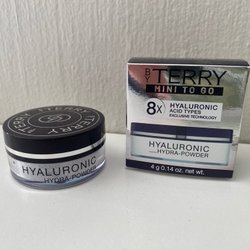 BY TERRY
HYALURONIC
HYDRA-POWDER
BY TERRY
MINI TO GO
8X
HYALURONIC
ACID TYPES
EXCLUSIVE TECHNOLOGY
HYALURONIC
HYDRA-POWDER
4 g 0.14 oz. net wt.